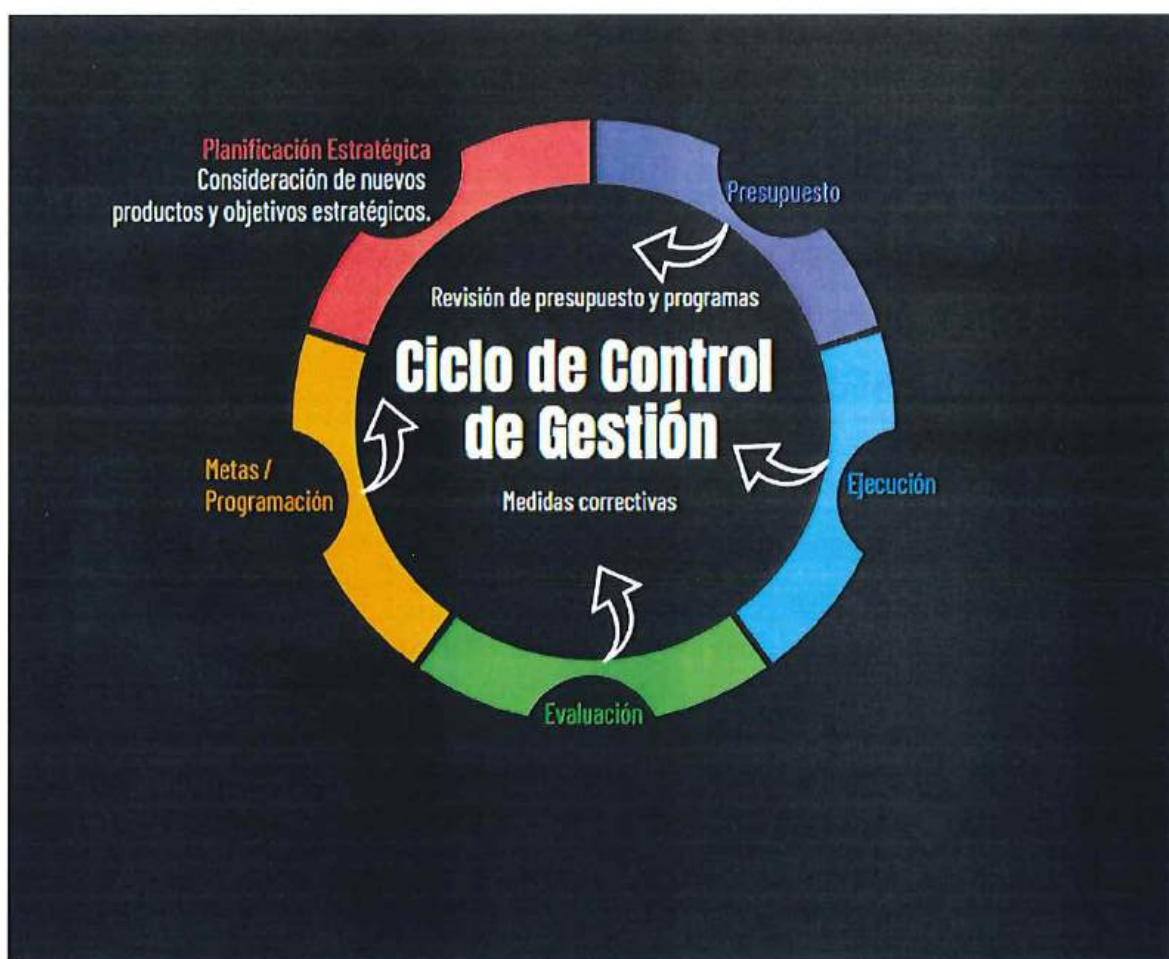 Planificación Estratégica
Consideración de nuevos
productos y objetivos estratégicos.
Presupuesto
Revisión de presupuesto y programas
Ciclo de Control
de Gestión
Metas /
Programación
Ejecución
Medidas correctivas
Evaluación